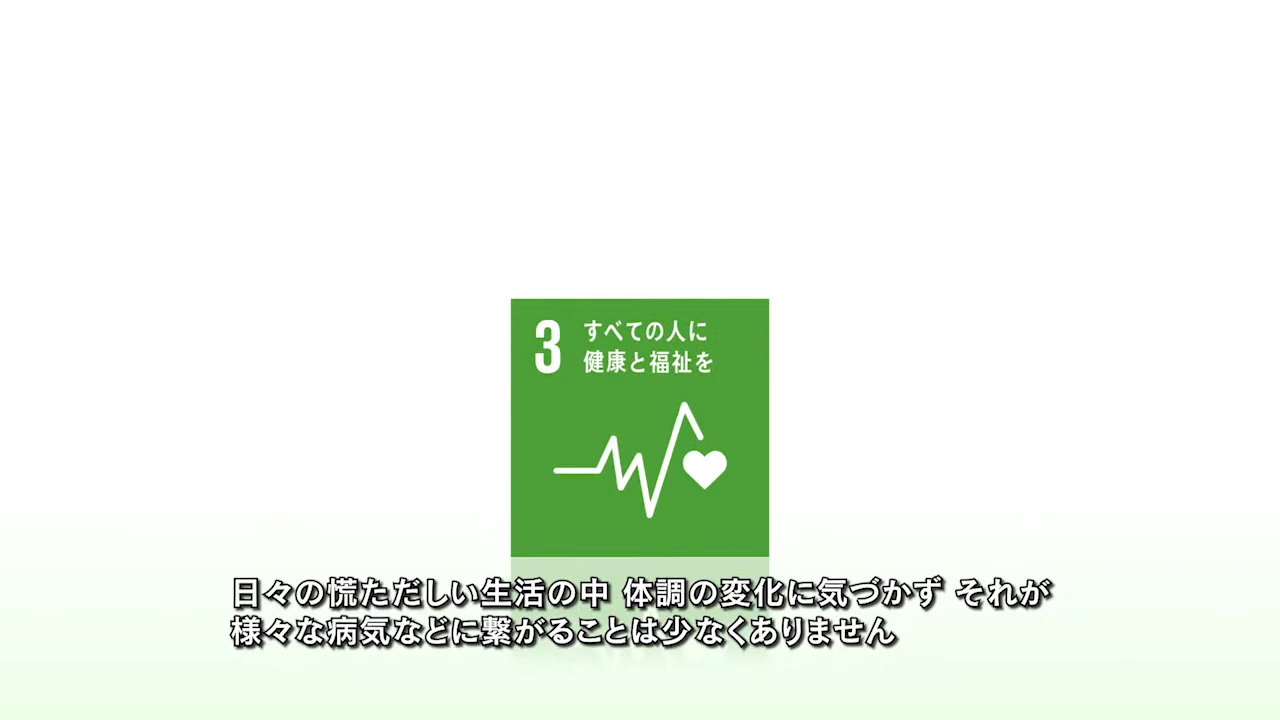 3
すべての人に
健康と福祉を
日々の慌ただしい生活の中 体調の変化に気づかず それが
様々な病気などに繋がることは少なくありません